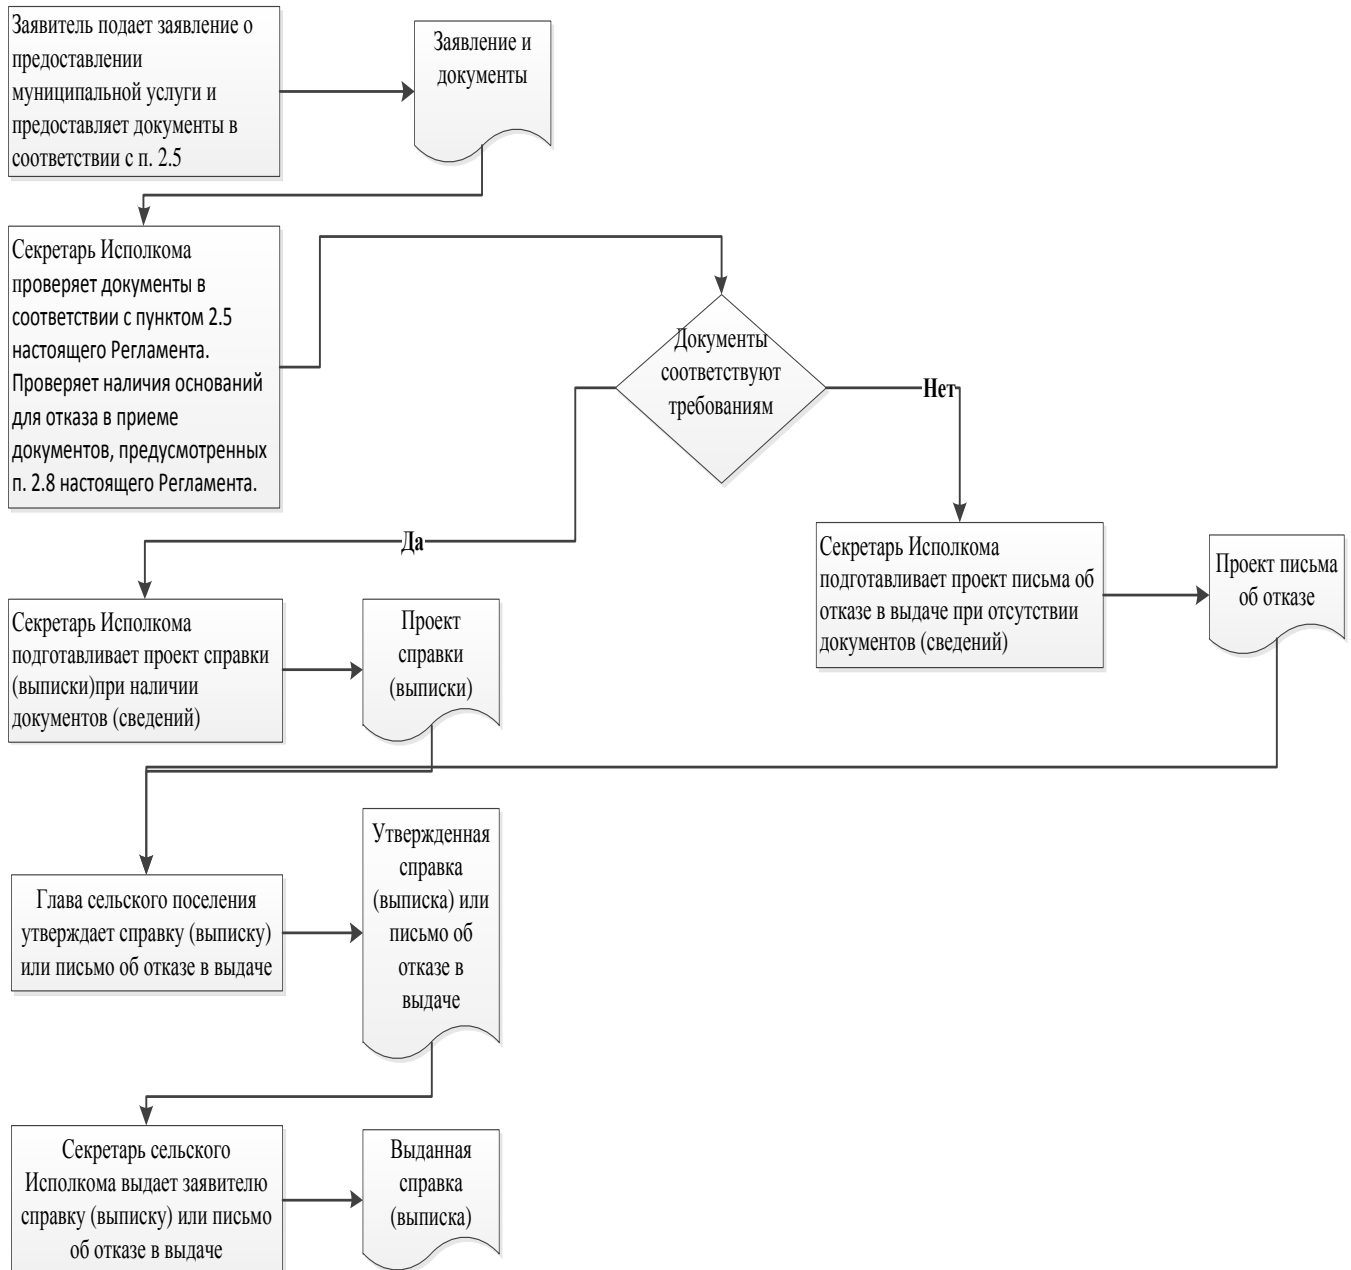 Заявитель подает заявление о
предоставлении
муниципальной услуги и
предоставляет документы в
соответствии с п. 2.5
Заявление и
документы
Секретарь Исполкома
проверяет документы в
соответствии с пунктом 2.5
настоящего Регламента.
Проверяет наличия оснований
для отказа в приеме
документов, предусмотренных
п. 2.8 настоящего Регламента.
Документы
соответствуют
требованиям
Нет
Да
Секретарь Исполкома
подготавливает проект письма об
отказе в выдаче при отсутствии
документов (сведений)
Проект письма
об отказе
Секретарь Исполкома
подготавливает проект справки
(выписки)при наличии
документов (сведений)
Проект
справки
(выписки)
Глава сельского поселения
утверждает справку (выписку)
или письмо об отказе в выдаче
Утвержденная
справка
(выписка) или
письмо об
отказе в
выдаче
Секретарь сельского
Исполкома выдает заявителю
справку (выписку) или письмо
об отказе в выдаче
Выданная
справка
(выписка)